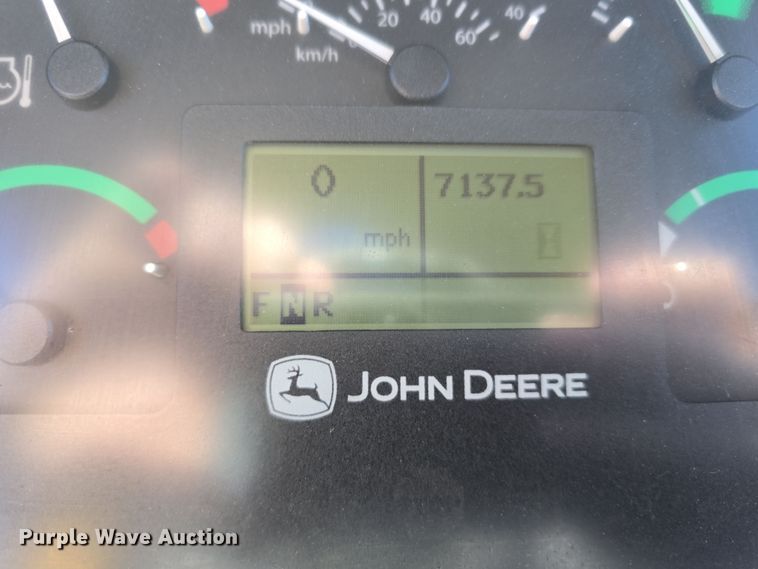 mph
20 40 40
km/h
60
0
7137.5
mph
F N R
JOHN DEERE
Purple Wave Auction